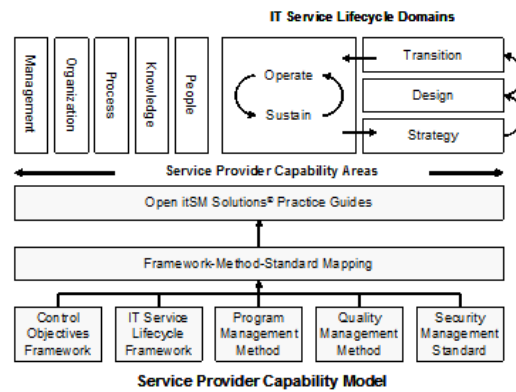 IT Service Lifecycle Domains
Management
Organization
Process
Knowledge
People
Operate
Sustain
Transition
Design
Strategy
Service Provider Capability Areas
Open itSM Solutions® Practice Guides
Framework-Method-Standard Mapping
Control
Objectives
Framework
IT Service
Lifecycle
Framework
Program
Management
Method
Quality
Management
Method
Security
Management
Standard
Service Provider Capability Model